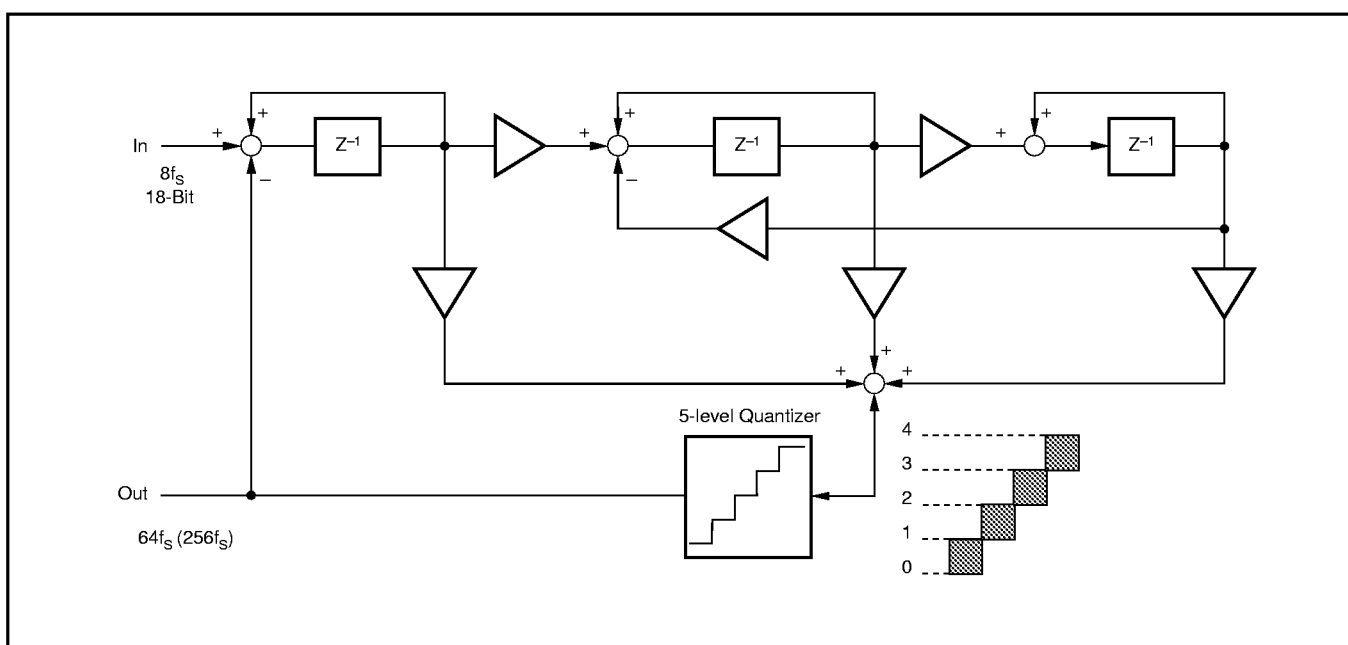 + + +
In + + + Z⁻¹ + Z⁻¹ + Z⁻¹
− −
8fS
18-Bit
+
+ +
5-level Quantizer
4
3
2
1
0
Out
64fS (256fS)